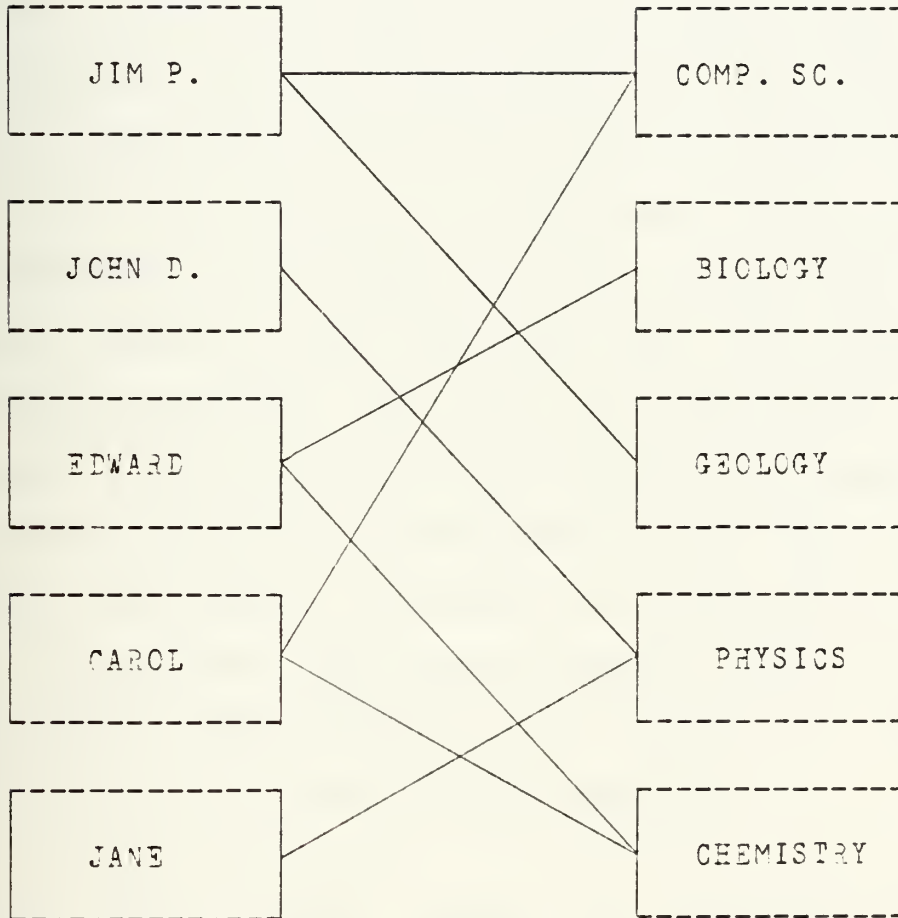 JIM P.
COMP. SC.
JOHN D.
BIOLOGY
EDWARD
GEOLOGY
CAROL
PHYSICS
JANE
CHEMISTRY